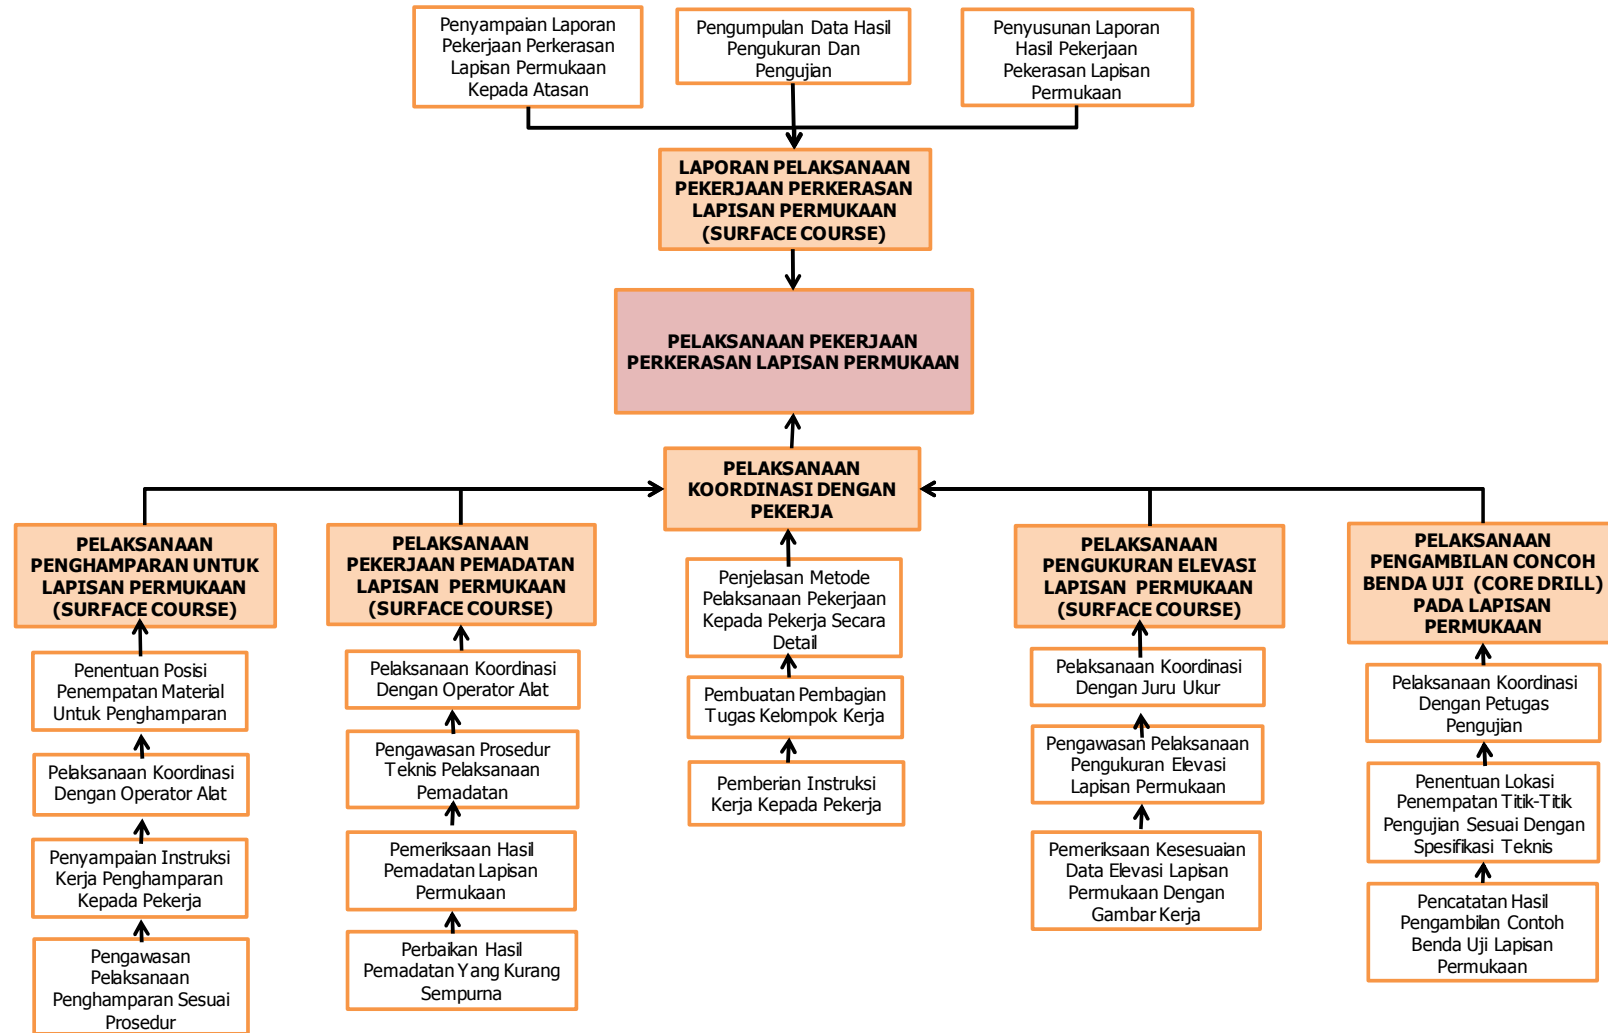 Penyampaian Laporan
Pekerjaan Perkerasan
Lapisan Permukaan
Kepada Atasan
Pengumpulan Data Hasil
Pengukuran Dan
Pengujian
Penyusunan Laporan
Hasil Pekerjaan
Pekerasan Lapisan
Permukaan
LAPORAN PELAKSANAAN
PEKERJAAN PERKERASAN
LAPISAN PERMUKAAN
(SURFACE COURSE)
PELAKSANAAN PEKERJAAN
PERKERASAN LAPISAN PERMUKAAN
PELAKSANAAN
KOORDINASI DENGAN
PEKERJA
PELAKSANAAN
PENGHAMPARAN UNTUK
LAPISAN PERMUKAAN
(SURFACE COURSE)
Penentuan Posisi
Penempatan Material
Untuk Penghamparan
Pelaksanaan Koordinasi
Dengan Operator Alat
Penyampaian Instruksi
Kerja Penghamparan
Kepada Pekerja
Pengawasan
Pelaksanaan
Penghamparan Sesuai
Prosedur
PELAKSANAAN
PEKERJAAN PEMADATAN
LAPISAN PERMUKAAN
(SURFACE COURSE)
Pelaksanaan Koordinasi
Dengan Operator Alat
Pengawasan Prosedur
Teknis Pelaksanaan
Pemadatan
Pemeriksaan Hasil
Pemadatan Lapisan
Permukaan
Perbaikan Hasil
Pemadatan Yang Kurang
Sempurna
Penjelasan Metode
Pelaksanaan Pekerjaan
Kepada Pekerja Secara
Detail
Pembuatan Pembagian
Tugas Kelompok Kerja
Pemberian Instruksi
Kerja Kepada Pekerja
PELAKSANAAN
PENGUKURAN ELEVASI
LAPISAN PERMUKAAN
(SURFACE COURSE)
Pelaksanaan Koordinasi
Dengan Juru Ukur
Pengawasan Pelaksanaan
Pengukuran Elevasi
Lapisan Permukaan
Pemeriksaan Kesesuaian
Data Elevasi Lapisan
Permukaan Dengan
Gambar Kerja
PELAKSANAAN
PENGAMBILAN CONCOH
BENDA UJI (CORE DRILL)
PADA LAPISAN
PERMUKAAN
Pelaksanaan Koordinasi
Dengan Petugas
Pengujian
Penentuan Lokasi
Penempatan Titik-Titik
Pengujian Sesuai Dengan
Spesifikasi Teknis
Pencatatan Hasil
Pengambilan Contoh
Benda Uji Lapisan
Permukaan